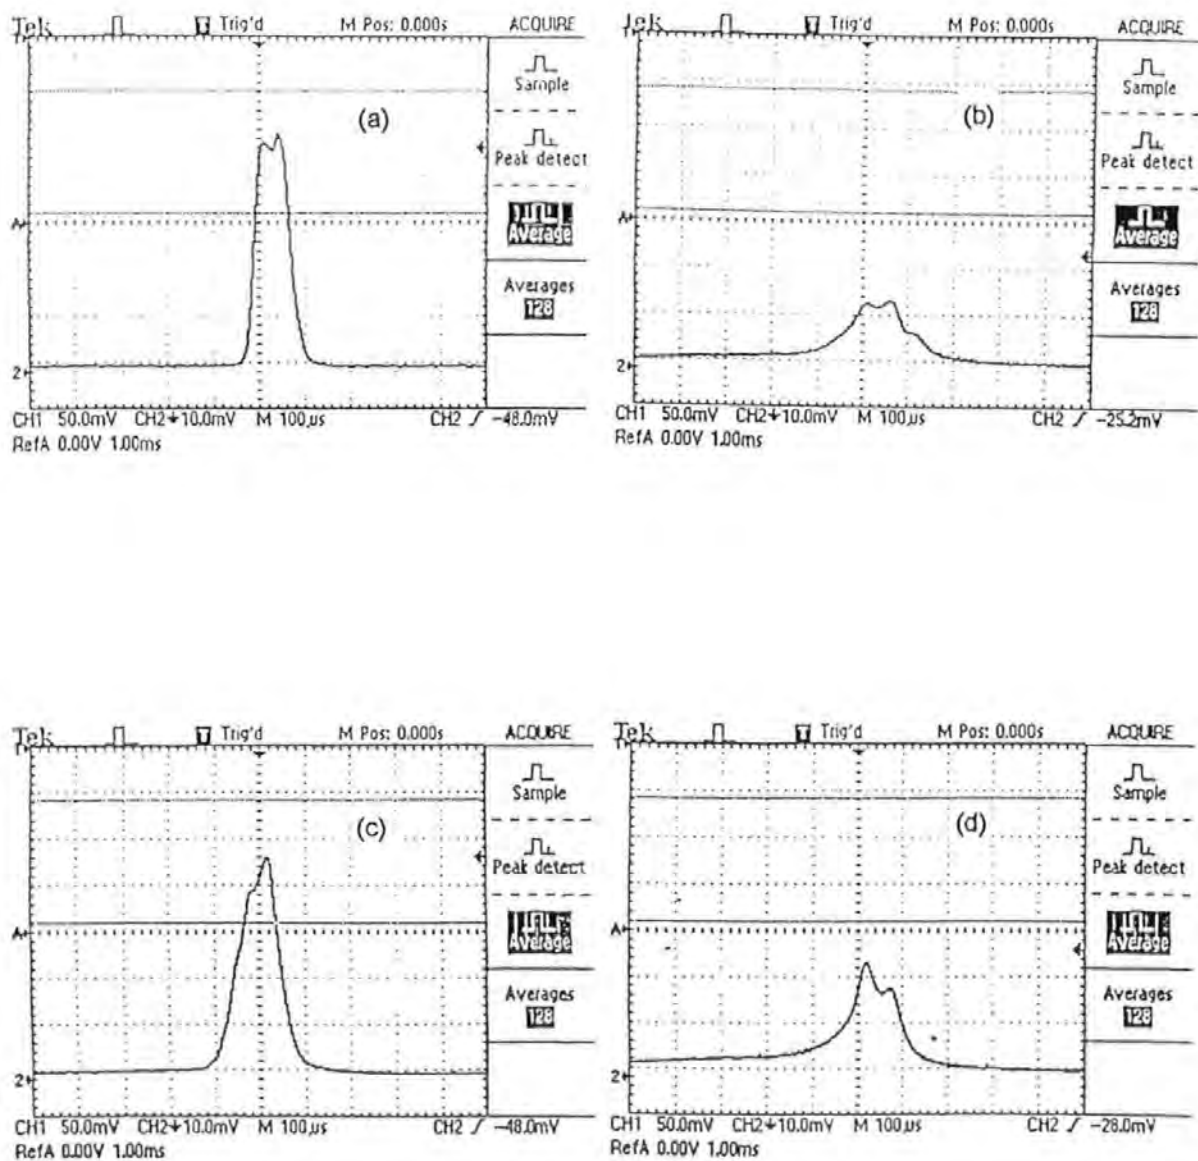 Tek Trig'd M Pos: 0.000s ACQUIRE
(a)
Sample
Peak detect
Average
Averages
128
A
2
CH1 50.0mV CH2 10.0mV M 100µs CH2 -48.0mV
RefA 0.00V 1.00ms
Tek Trig'd M Pos: 0.000s ACQUIRE
(b)
Sample
Peak detect
Average
Averages
128
A
2
CH1 50.0mV CH2 10.0mV M 100µs CH2 -25.2mV
RefA 0.00V 1.00ms
Tek Trig'd M Pos: 0.000s ACQUIRE
(c)
Sample
Peak detect
Average
Averages
128
A
2
CH1 50.0mV CH2 10.0mV M 100µs CH2 -48.0mV
RefA 0.00V 1.00ms
Tek Trig'd M Pos: 0.000s ACQUIRE
(d)
Sample
Peak detect
Average
Averages
128
A
2
CH1 50.0mV CH2 10.0mV M 100µs CH2 -28.0mV
RefA 0.00V 1.00ms